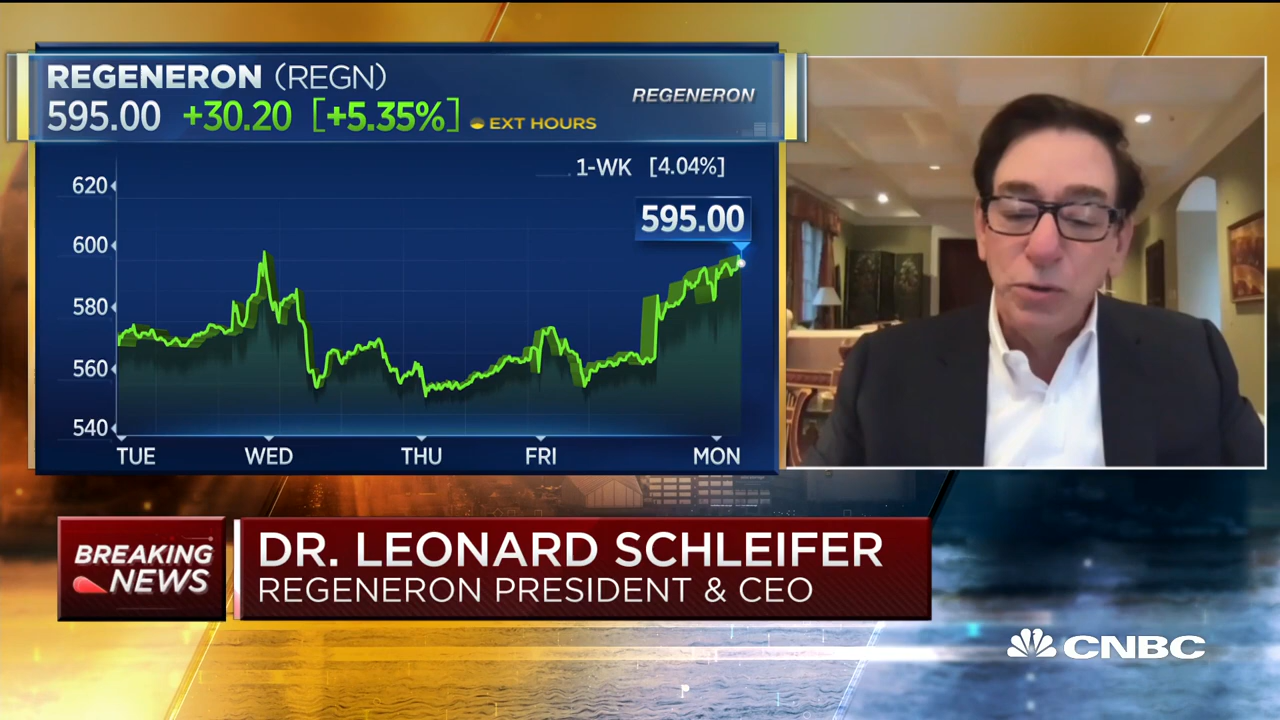 REGENERON (REGN)
595.00 +30.20 [+5.35%] EXT HOURS
REGENERON
1-WK [4.04%]
620
600
580
560
540
595.00
TUE WED THU FRI MON
BREAKING
NEWS
DR. LEONARD SCHLEIFER
REGENERON PRESIDENT & CEO
CNBC
P